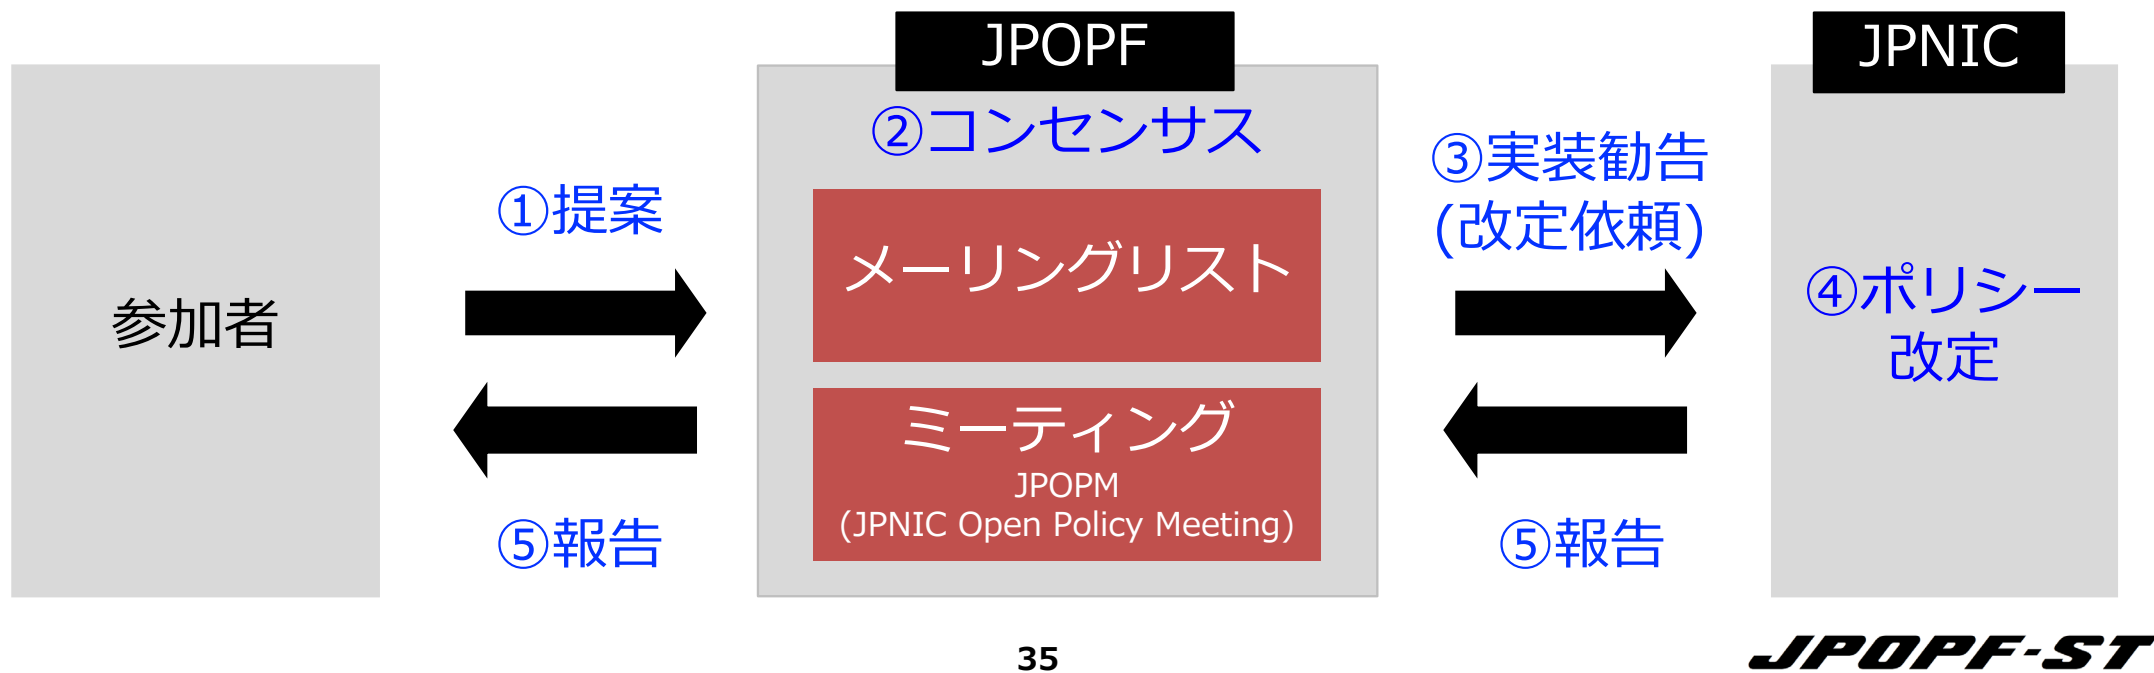 参加者
①提案
⑤報告
JPOPF
②コンセンサス
メーリングリスト
ミーティング
JPOPM
(JPNIC Open Policy Meeting)
③実装勧告
(改定依頼)
⑤報告
JPNIC
④ポリシー
改定
35
JPOPF-ST